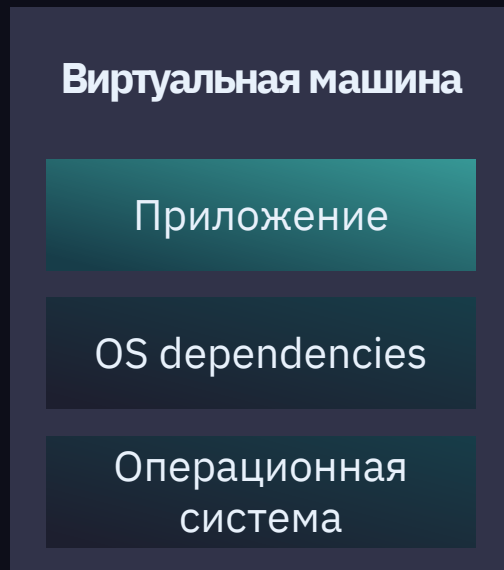 Виртуальная машина
Приложение
OS dependencies
Операционная
система